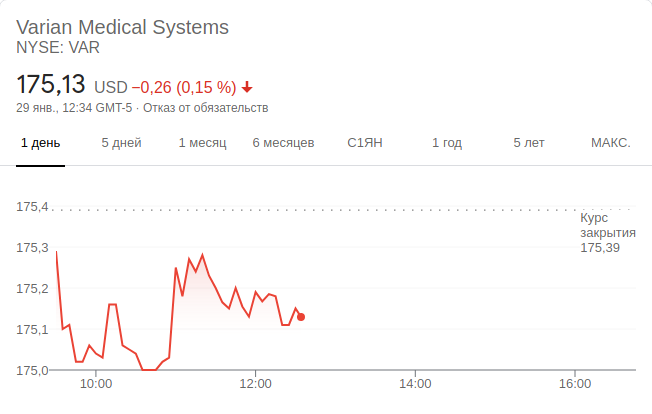 Varian Medical Systems
NYSE: VAR
175,13 USD −0,26 (0,15 %)
29 янв., 12:34 GMT-5 · Отказ от обязательств
1 день 5 дней 1 месяц 6 месяцев С1ЯН 1 год 5 лет МАКС.
175,4
Курс
закрытия
175,39
175,3
175,2
175,1
175,0
10:00 12:00 14:00 16:00